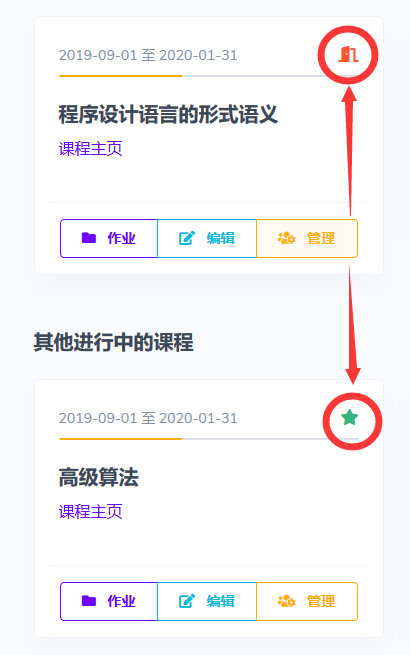 2019-09-01 至 2020-01-31
程序设计语言的形式语义
课程主页
作业 编辑 管理
其他进行中的课程
2019-09-01 至 2020-01-31
高级算法
课程主页
作业 编辑 管理